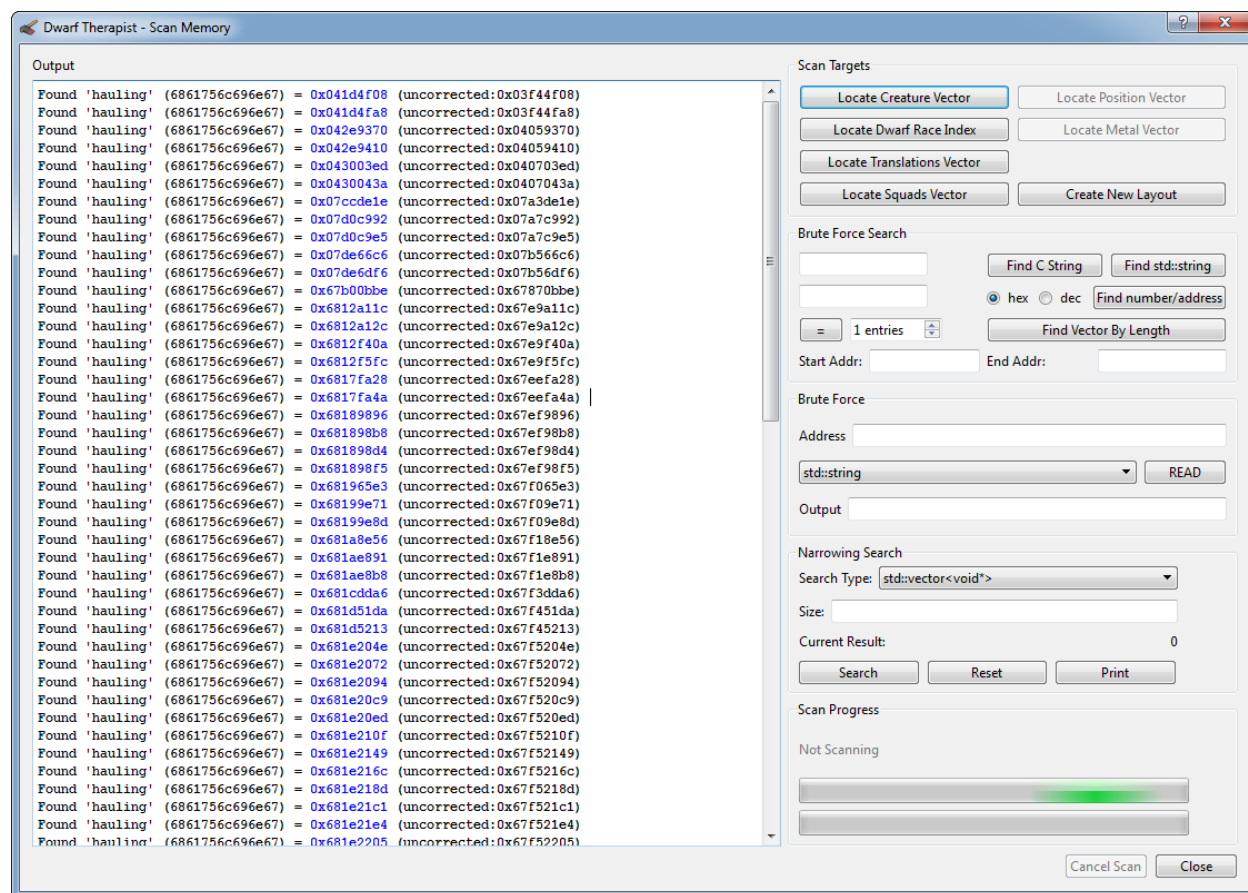 Dwarf Therapist - Scan Memory
Output
Found 'hauling' (6861756c696e67) = 0x041d4f08 (uncorrected:0x03f44f08)
Found 'hauling' (6861756c696e67) = 0x041d4fa8 (uncorrected:0x03f44fa8)
Found 'hauling' (6861756c696e67) = 0x042e9370 (uncorrected:0x04059370)
Found 'hauling' (6861756c696e67) = 0x042e9410 (uncorrected:0x04059410)
Found 'hauling' (6861756c696e67) = 0x043003ed (uncorrected:0x040703ed)
Found 'hauling' (6861756c696e67) = 0x0430043a (uncorrected:0x0407043a)
Found 'hauling' (6861756c696e67) = 0x07ccde1e (uncorrected:0x07a3de1e)
Found 'hauling' (6861756c696e67) = 0x07d0c992 (uncorrected:0x07a7c992)
Found 'hauling' (6861756c696e67) = 0x07d0c9e5 (uncorrected:0x07a7c9e5)
Found 'hauling' (6861756c696e67) = 0x07de66c6 (uncorrected:0x07b566c6)
Found 'hauling' (6861756c696e67) = 0x07de6df6 (uncorrected:0x07b56df6)
Found 'hauling' (6861756c696e67) = 0x67b00bbe (uncorrected:0x67870bbe)
Found 'hauling' (6861756c696e67) = 0x6812a11c (uncorrected:0x67e9a11c)
Found 'hauling' (6861756c696e67) = 0x6812a12c (uncorrected:0x67e9a12c)
Found 'hauling' (6861756c696e67) = 0x6812f40a (uncorrected:0x67e9f40a)
Found 'hauling' (6861756c696e67) = 0x6812f5fc (uncorrected:0x67e9f5fc)
Found 'hauling' (6861756c696e67) = 0x6817fa28 (uncorrected:0x67eefa28)
Found 'hauling' (6861756c696e67) = 0x6817fa4a (uncorrected:0x67eefa4a)
Found 'hauling' (6861756c696e67) = 0x68189896 (uncorrected:0x67ef9896)
Found 'hauling' (6861756c696e67) = 0x681898b8 (uncorrected:0x67ef98b8)
Found 'hauling' (6861756c696e67) = 0x681898d4 (uncorrected:0x67ef98d4)
Found 'hauling' (6861756c696e67) = 0x681898f5 (uncorrected:0x67ef98f5)
Found 'hauling' (6861756c696e67) = 0x681965e3 (uncorrected:0x67f065e3)
Found 'hauling' (6861756c696e67) = 0x68199e71 (uncorrected:0x67f09e71)
Found 'hauling' (6861756c696e67) = 0x68199e8d (uncorrected:0x67f09e8d)
Found 'hauling' (6861756c696e67) = 0x681a8e56 (uncorrected:0x67f18e56)
Found 'hauling' (6861756c696e67) = 0x681ae891 (uncorrected:0x67f1e891)
Found 'hauling' (6861756c696e67) = 0x681ae8b8 (uncorrected:0x67f1e8b8)
Found 'hauling' (6861756c696e67) = 0x681cdda6 (uncorrected:0x67f3dda6)
Found 'hauling' (6861756c696e67) = 0x681d51da (uncorrected:0x67f451da)
Found 'hauling' (6861756c696e67) = 0x681d5213 (uncorrected:0x67f45213)
Found 'hauling' (6861756c696e67) = 0x681e204e (uncorrected:0x67f5204e)
Found 'hauling' (6861756c696e67) = 0x681e2072 (uncorrected:0x67f52072)
Found 'hauling' (6861756c696e67) = 0x681e2094 (uncorrected:0x67f52094)
Found 'hauling' (6861756c696e67) = 0x681e20c9 (uncorrected:0x67f520c9)
Found 'hauling' (6861756c696e67) = 0x681e20ed (uncorrected:0x67f520ed)
Found 'hauling' (6861756c696e67) = 0x681e210f (uncorrected:0x67f5210f)
Found 'hauling' (6861756c696e67) = 0x681e2149 (uncorrected:0x67f52149)
Found 'hauling' (6861756c696e67) = 0x681e216c (uncorrected:0x67f5216c)
Found 'hauling' (6861756c696e67) = 0x681e218d (uncorrected:0x67f5218d)
Found 'hauling' (6861756c696e67) = 0x681e21c1 (uncorrected:0x67f521c1)
Found 'hauling' (6861756c696e67) = 0x681e21e4 (uncorrected:0x67f521e4)
Found 'hauling' (6861756c696e67) = 0x681e2205 (uncorrected:0x67f52205)
Scan Targets
Locate Creature Vector Locate Position Vector
Locate Dwarf Race Index Locate Metal Vector
Locate Translations Vector
Locate Squads Vector Create New Layout
Brute Force Search
Find C String Find std::string
hex dec Find number/address
= 1 entries Find Vector By Length
Start Addr: End Addr:
Brute Force
Address
std::string READ
Output
Narrowing Search
Search Type: std::vector<void*>
Size:
Current Result: 0
Search Reset Print
Scan Progress
Not Scanning
Cancel Scan Close